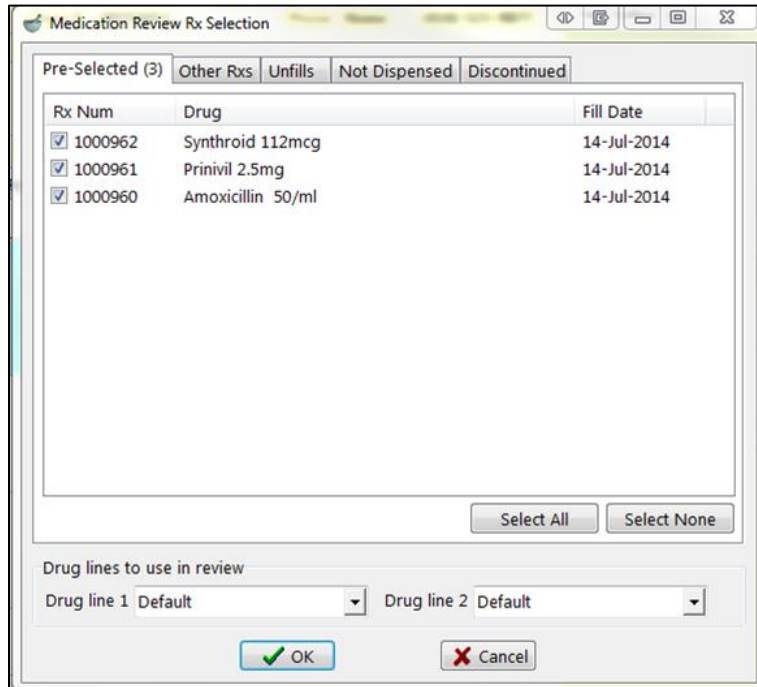 Medication Review Rx Selection
Pre-Selected (3) Other Rxs Unfills Not Dispensed Discontinued
Rx Num Drug Fill Date
1000962 Synthroid 112mcg 14-Jul-2014
1000961 Prinivil 2.5mg 14-Jul-2014
1000960 Amoxicillin 50/ml 14-Jul-2014
Select All Select None
Drug lines to use in review
Drug line 1 Default Drug line 2 Default
OK Cancel